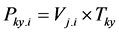 P_{ky.i} = V_{j.i} × T_{ky}